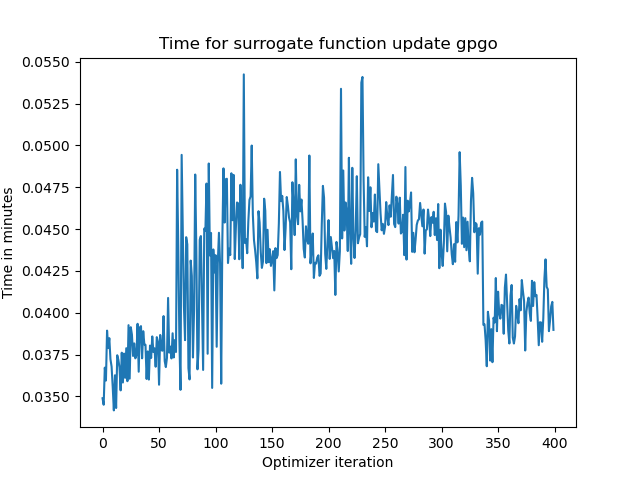 Time for surrogate function update gpgo
0.0550
0.0525
0.0500
0.0475
0.0450
0.0425
0.0400
0.0375
0.0350
Time in minutes
0 50 100 150 200 250 300 350 400
Optimizer iteration